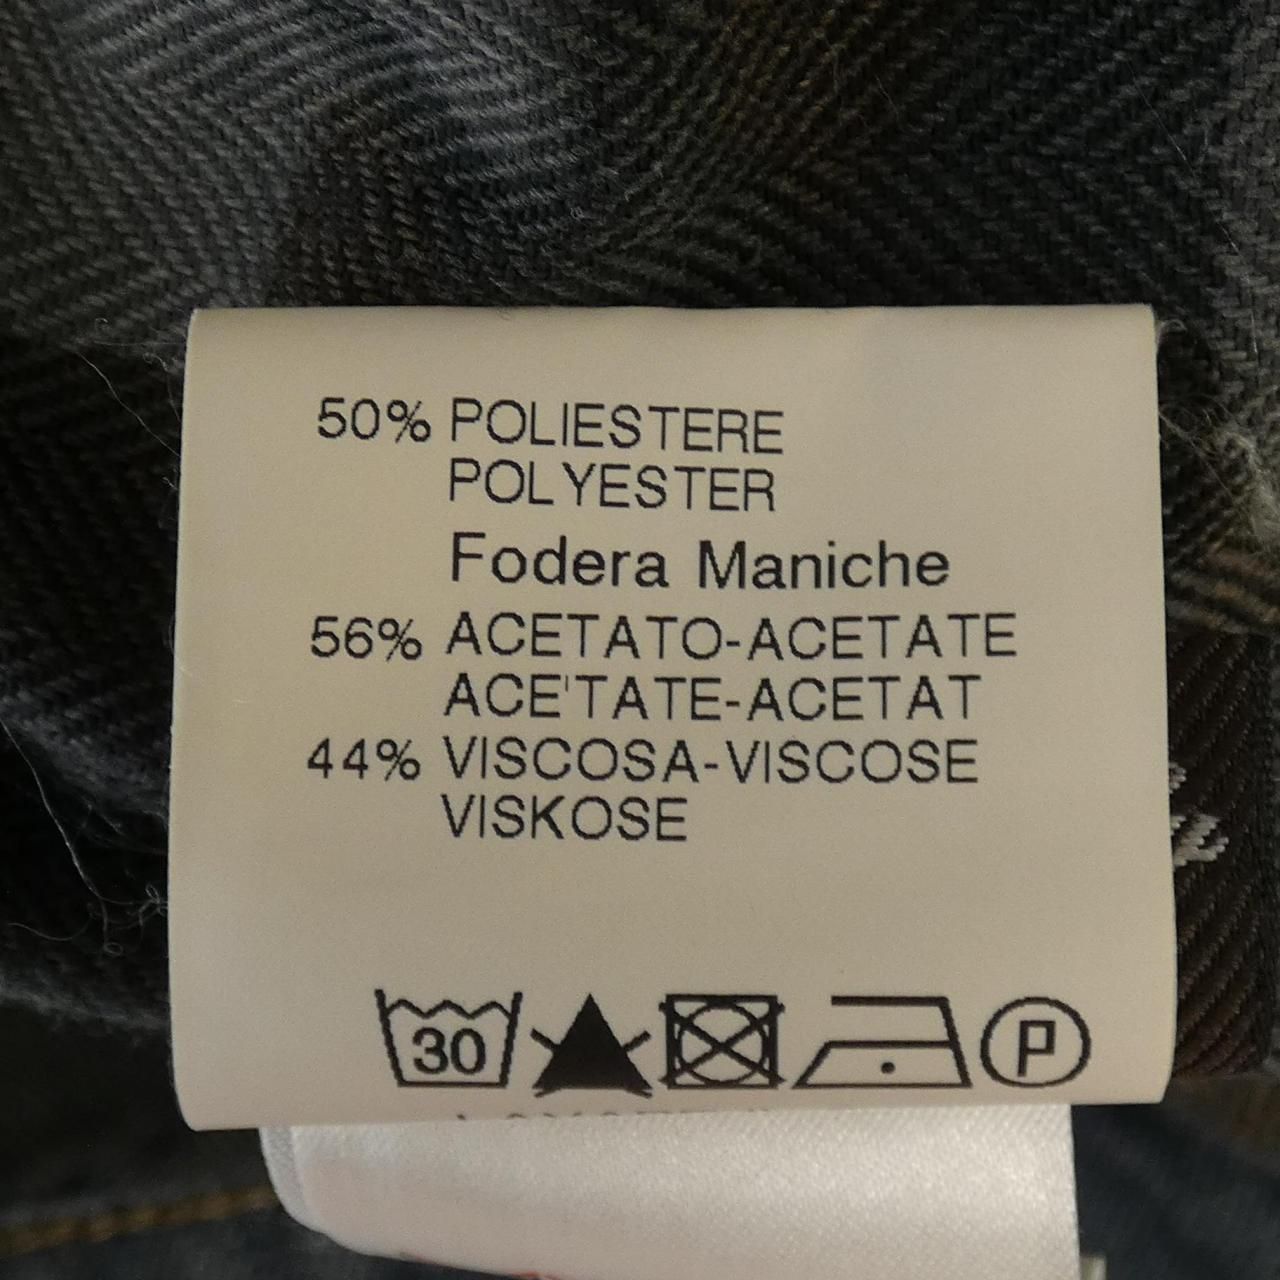 50% POLIESTERE
POLYESTER
Fodera Maniche
56% ACETATO-ACETATE
ACE'TATE-ACETAT
44% VISCOSA-VISCOSE
VISKOSE
30
P